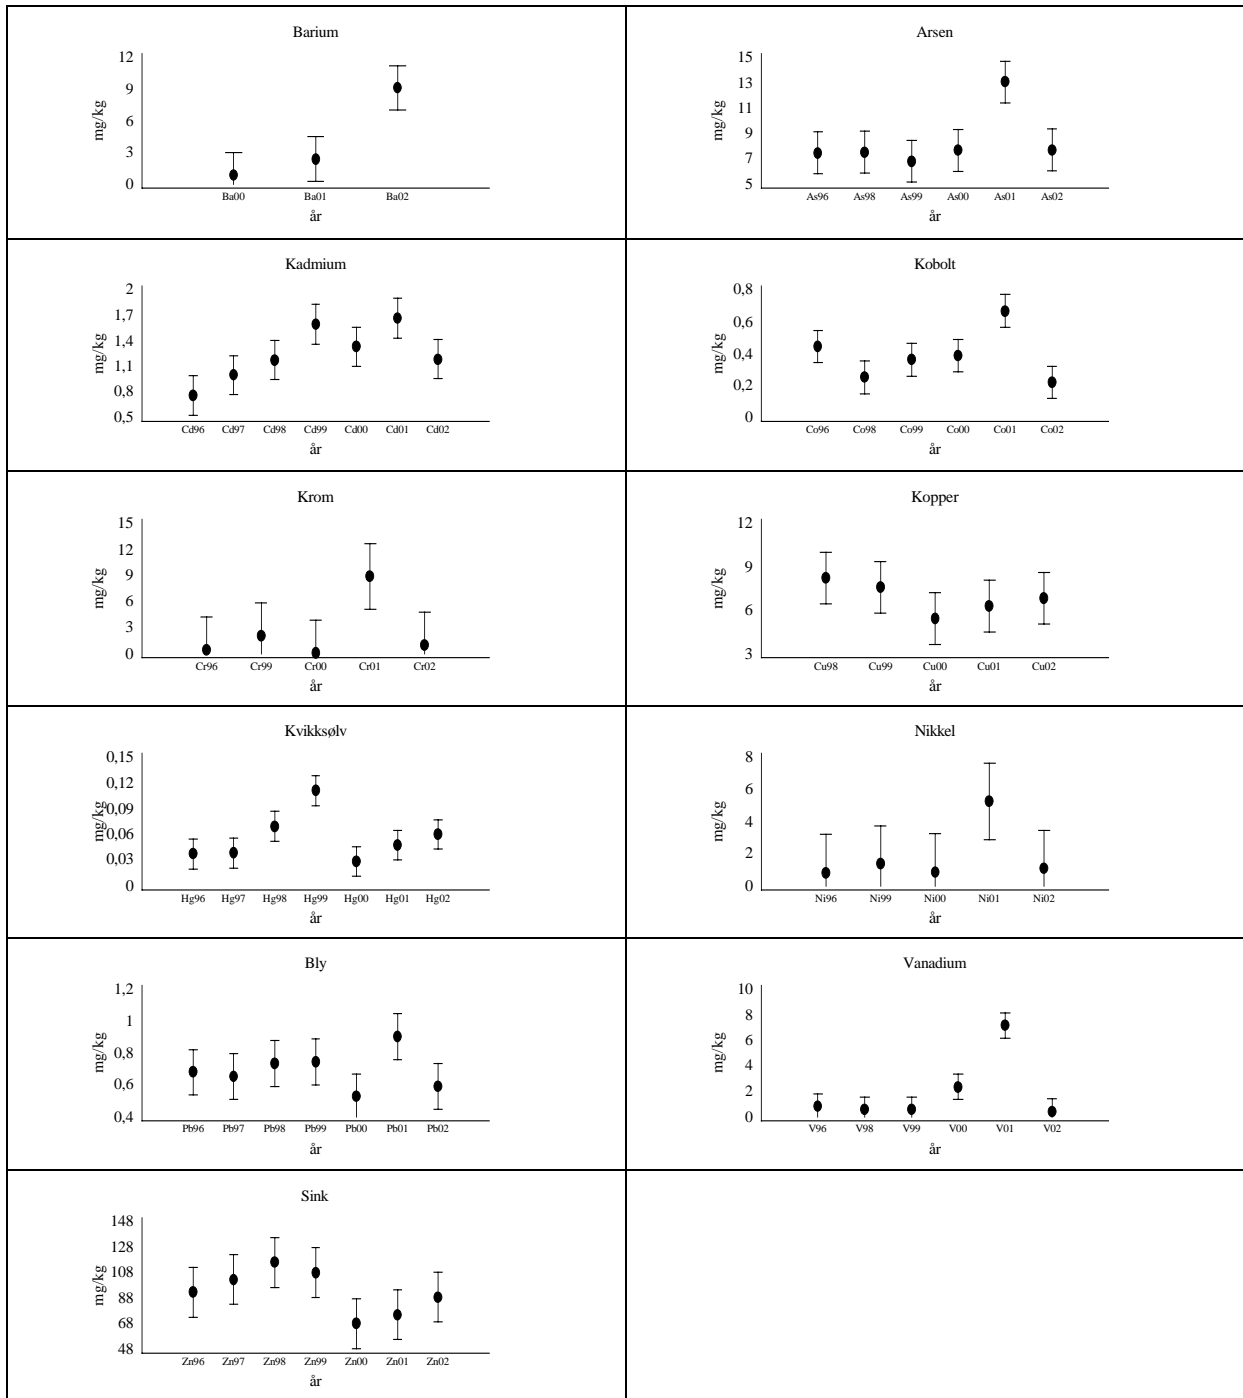 Barium
12
9
6
3
0
mg/kg
Ba00 Ba01 Ba02
år
Arsen
15
13
11
9
7
5
mg/kg
As96 As98 As99 As00 As01 As02
år
Kadmium
2
1,7
1,4
1,1
0,8
0,5
mg/kg
Cd96 Cd97 Cd98 Cd99 Cd00 Cd01 Cd02
år
Kobolt
0,8
0,6
0,4
0,2
0
mg/kg
Co96 Co98 Co99 Co00 Co01 Co02
år
Krom
15
12
9
6
3
0
mg/kg
Cr96 Cr99 Cr00 Cr01 Cr02
år
Kopper
12
9
6
3
mg/kg
Cu98 Cu99 Cu00 Cu01 Cu02
år
Kvikksølv
0,15
0,12
0,09
0,06
0,03
0
mg/kg
Hg96 Hg97 Hg98 Hg99 Hg00 Hg01 Hg02
år
Nikkel
8
6
4
2
0
mg/kg
Ni96 Ni99 Ni00 Ni01 Ni02
år
Bly
1,2
1
0,8
0,6
0,4
mg/kg
Pb96 Pb97 Pb98 Pb99 Pb00 Pb01 Pb02
år
Vanadium
10
8
6
4
2
0
mg/kg
V96 V98 V99 V00 V01 V02
år
Sink
148
128
108
88
68
48
mg/kg
Zn96 Zn97 Zn98 Zn99 Zn00 Zn01 Zn02
år